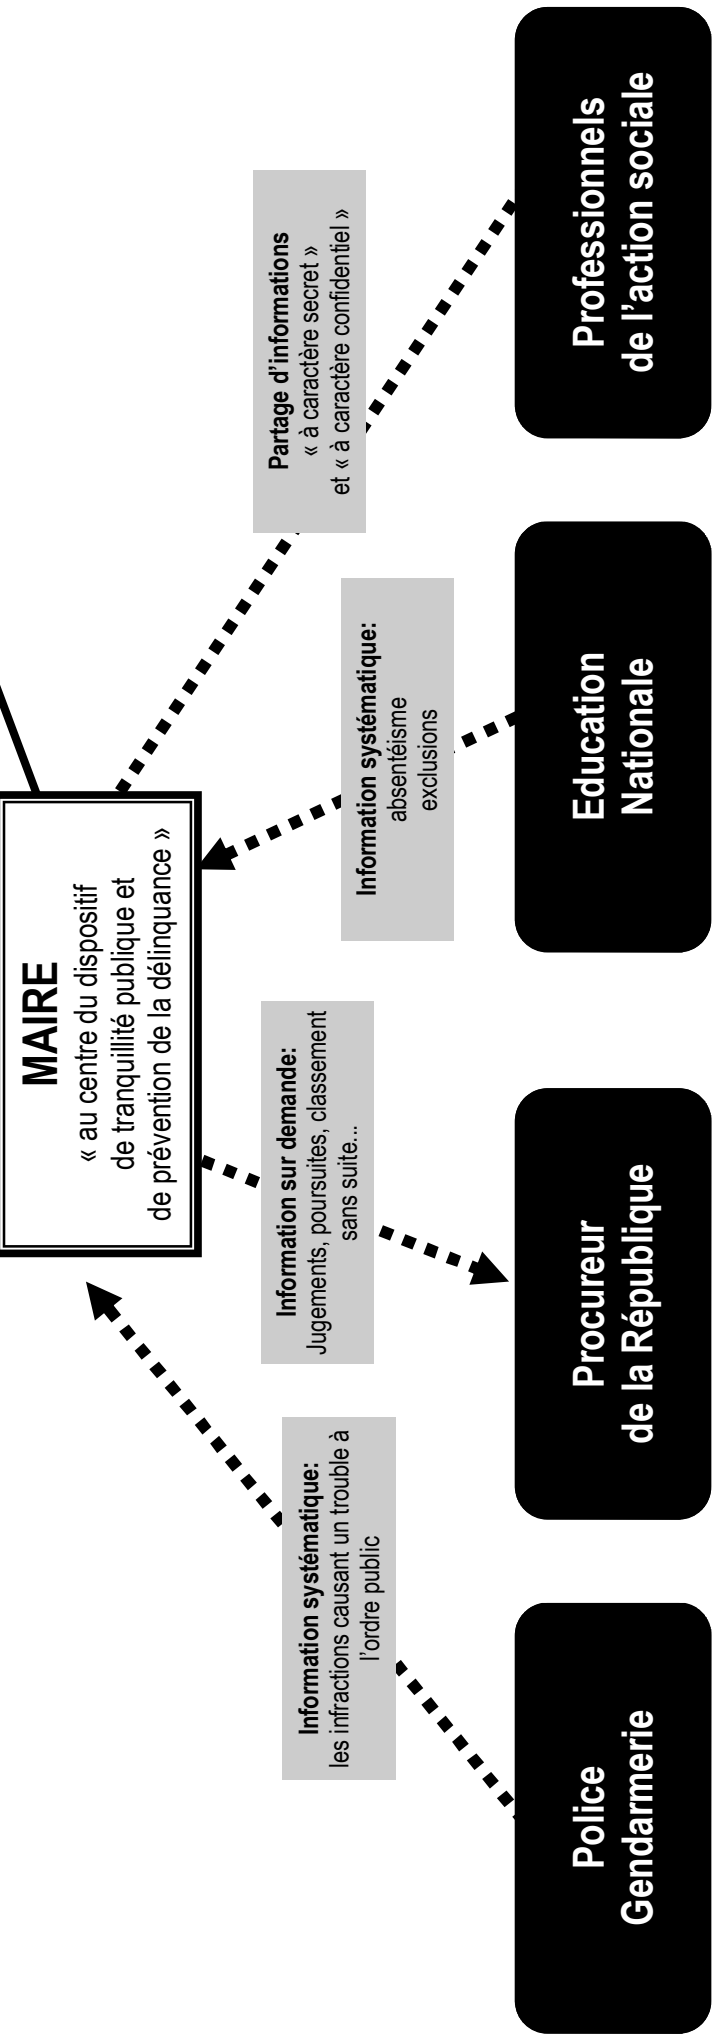 MAIRE
« au centre du dispositif
de tranquillité publique et
de prévention de la délinquance »
Information systématique:
les infractions causant un trouble à
l'ordre public
Information sur demande:
Jugements, poursuites, classement
sans suite...
Information systématique:
absentéisme
exclusions
Partage d'informations
« à caractère secret »
et « à caractère confidentiel »
Police
Gendarmerie
Procureur
de la République
Education
Nationale
Professionnels
de l'action sociale